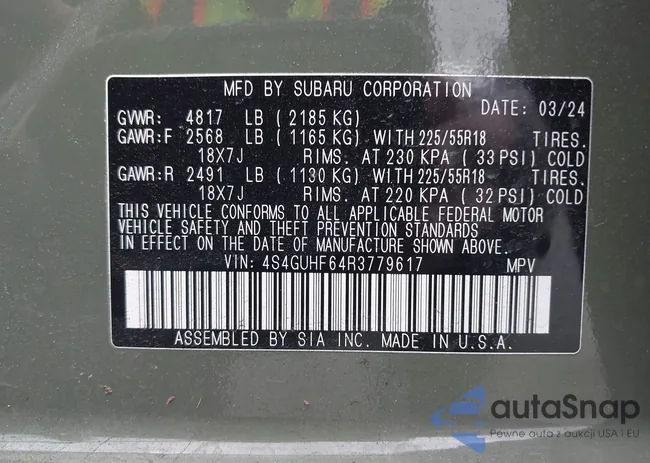 MFD BY SUBARU CORPORATION
DATE: 03/24
GVWR: 4817 LB (2185 KG)
GAWR:F 2568 LB (1165 KG) WITH 225/55R18 TIRES.
18X7J RIMS. AT 230 KPA (33 PSI) COLD
GAWR:R 2491 LB (1130 KG) WITH 225/55R18 TIRES.
18X7J RIMS. AT 220 KPA (32 PSI) COLD
THIS VEHICLE CONFORMS TO ALL APPLICABLE FEDERAL MOTOR
VEHICLE SAFETY AND THEFT PREVENTION STANDARDS
IN EFFECT ON THE DATE OF MANUFACTURE SHOWN ABOVE.
VIN: 4S4GUHF64R3779617 MPV
ASSEMBLED BY SIA INC. MADE IN U.S.A.
autaSnap
Pewne auta z aukcji USA i EU